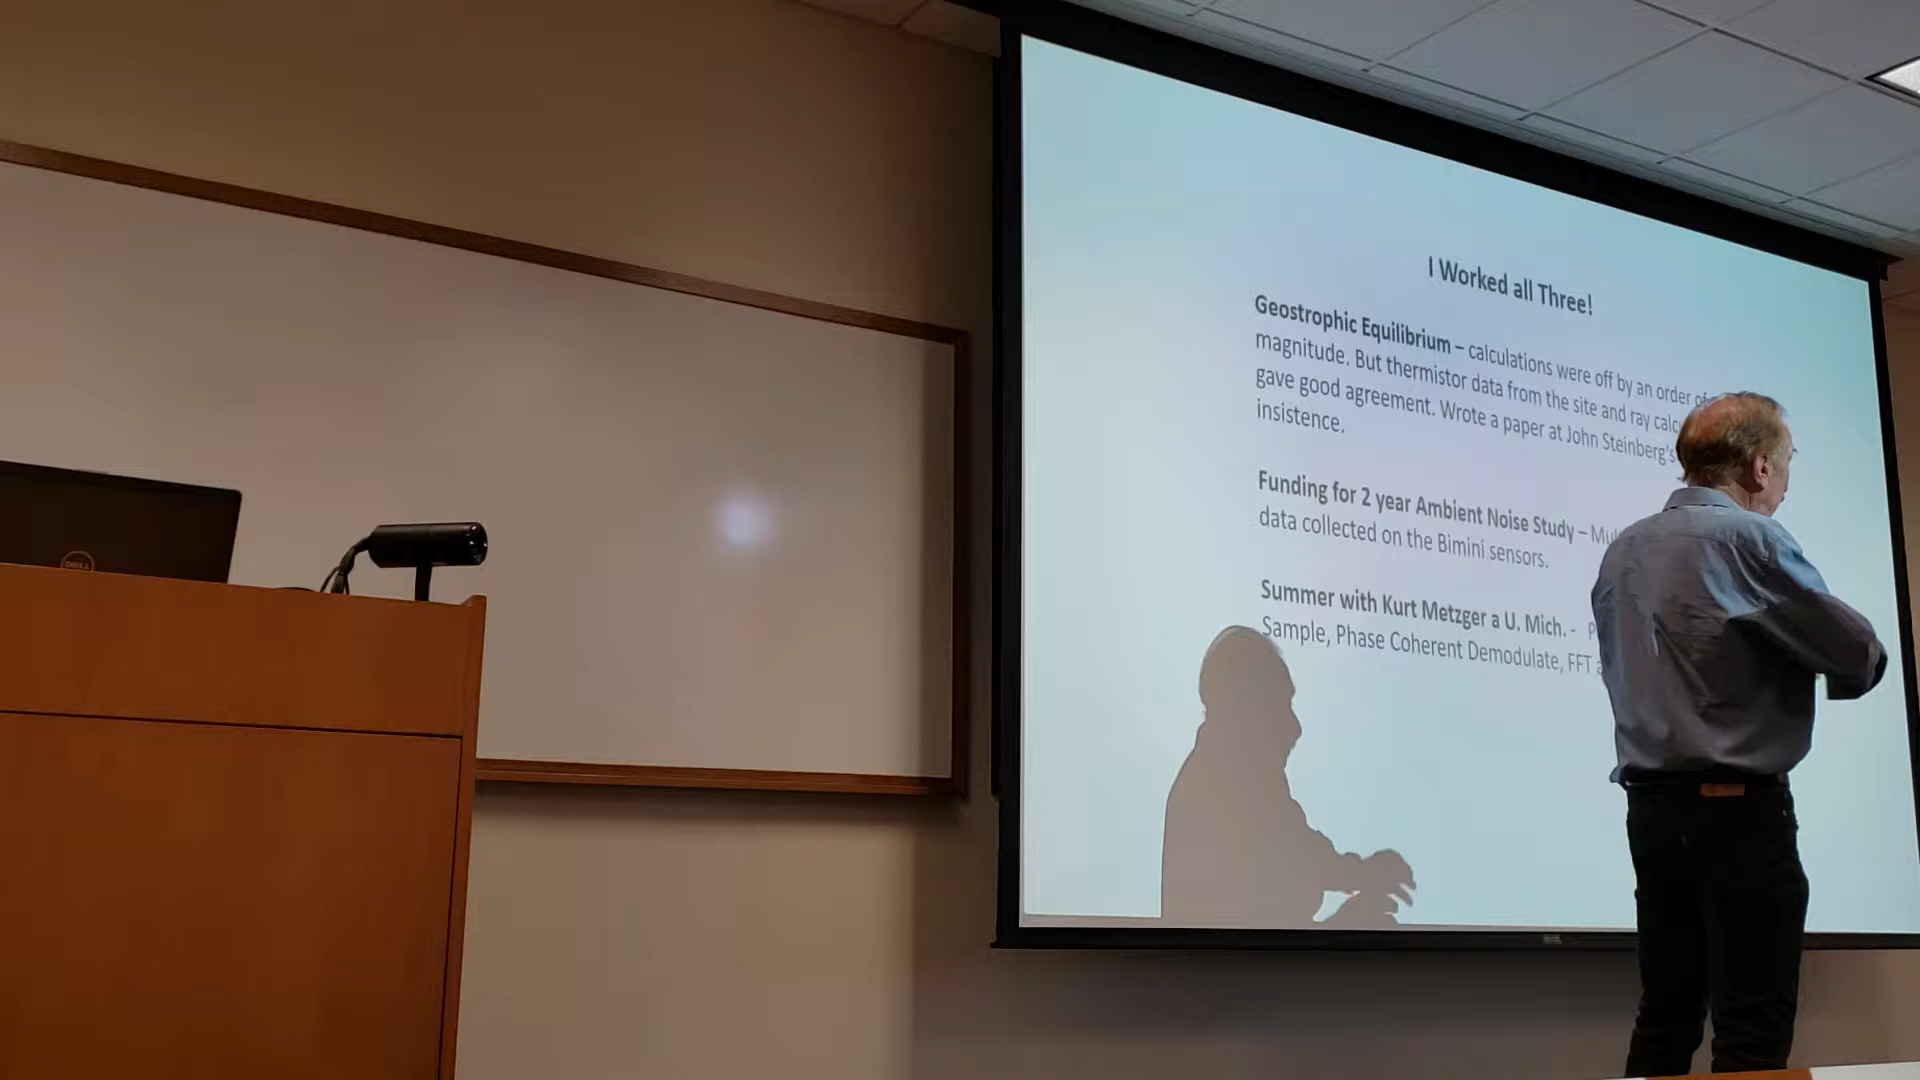 I Worked all Three!
Geostrophic Equilibrium – calculations were off by an order of
magnitude. But thermistor data from the site and ray calc
gave good agreement. Wrote a paper at John Steinberg's
insistence.
Funding for 2 year Ambient Noise Study –
data collected on the Bimini sensors.
Summer with Kurt Metzger a U. Mich. -
Sample, Phase Coherent Demodulate, FFT
DELL